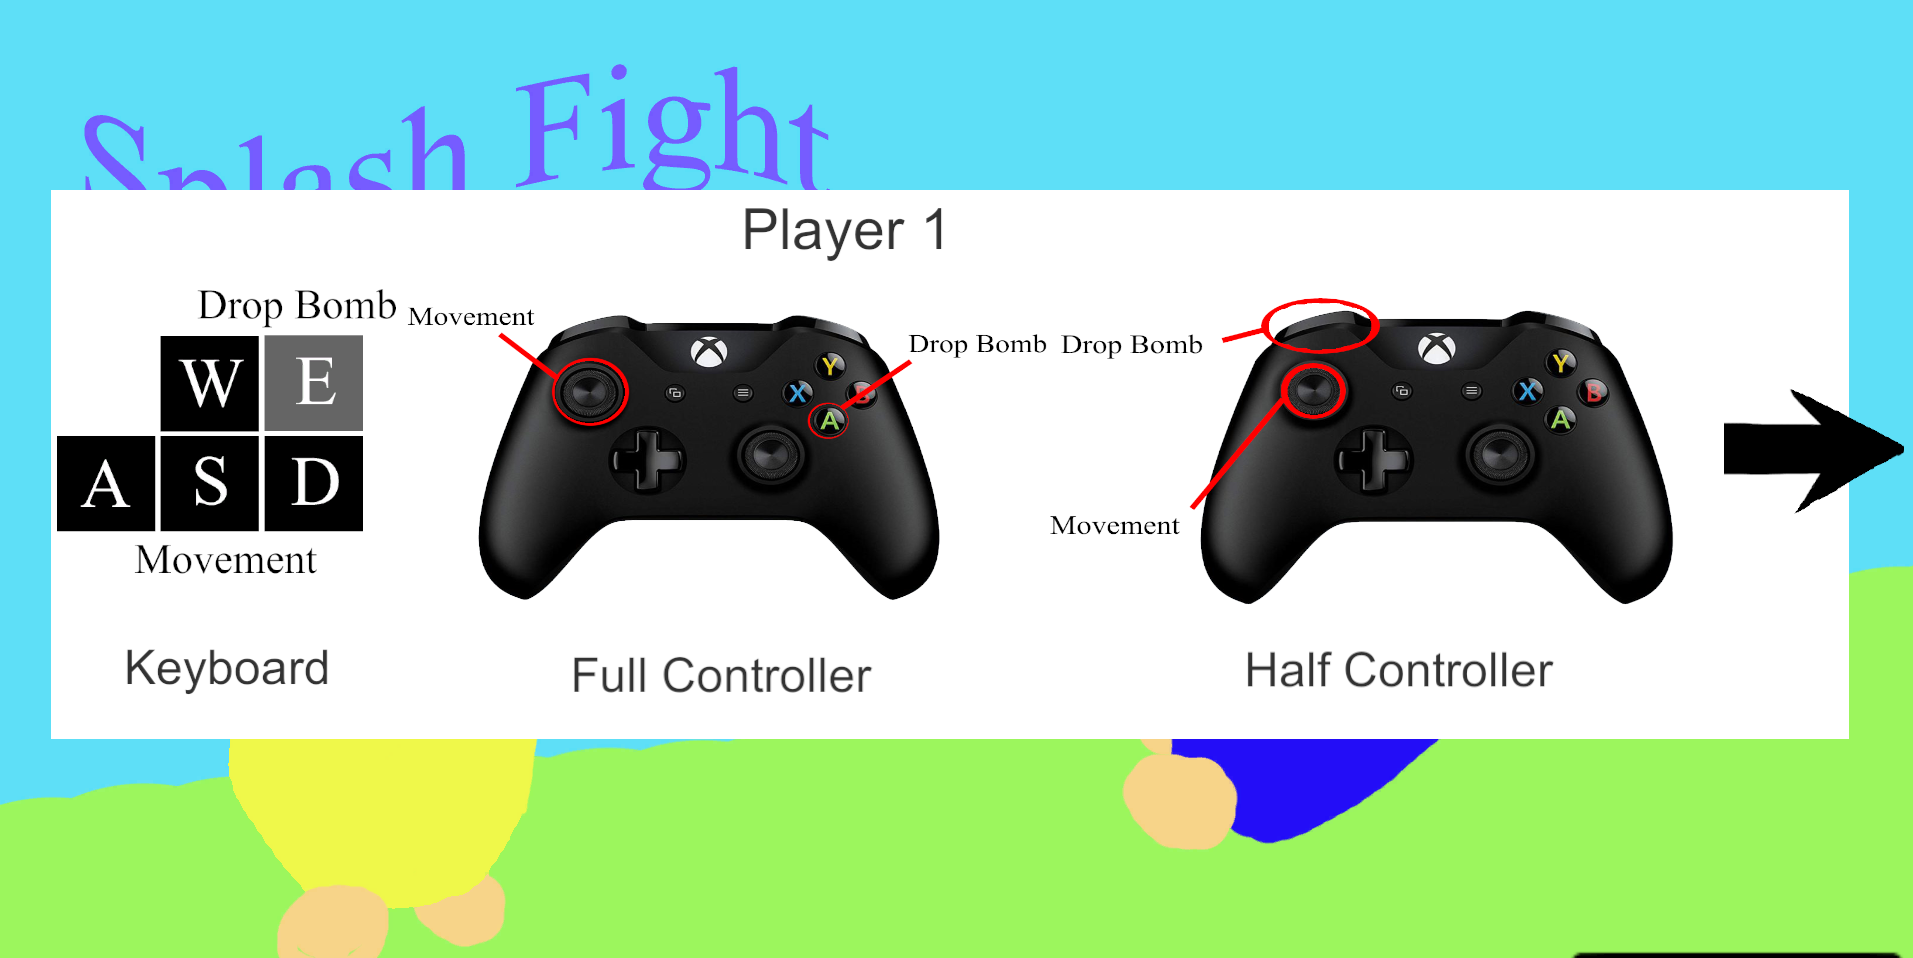 Splash Fight
Player 1
Drop Bomb
W E
A S D
Movement
Keyboard
Movement
Drop Bomb
Y
X B
A
Full Controller
Drop Bomb
Y
X B
A
Movement
Half Controller